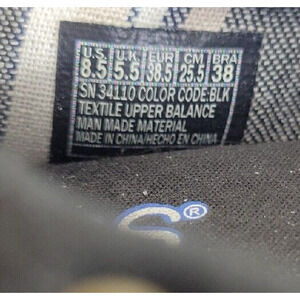 U.S. U.K. EUR CM BRA
8.5 5.5 38.5 25.5 38
SN 34110 COLOR CODE:BLK
TEXTILE UPPER/BALANCE
MAN MADE MATERIAL
MADE IN CHINA/HECHO EN CHINA
S®